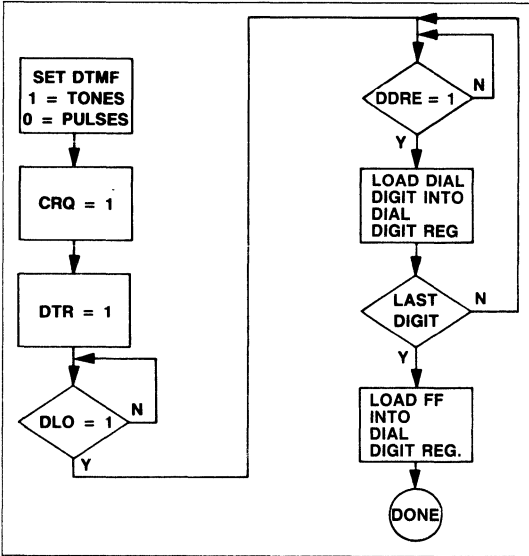 SET DTMF
1 = TONES
0 = PULSES
CRQ = 1
DTR = 1
DLO = 1
N
Y
DDRE = 1
N
Y
LOAD DIAL
DIGIT INTO
DIAL
DIGIT REG
LAST
DIGIT
N
Y
LOAD FF
INTO
DIAL
DIGIT REG.
DONE